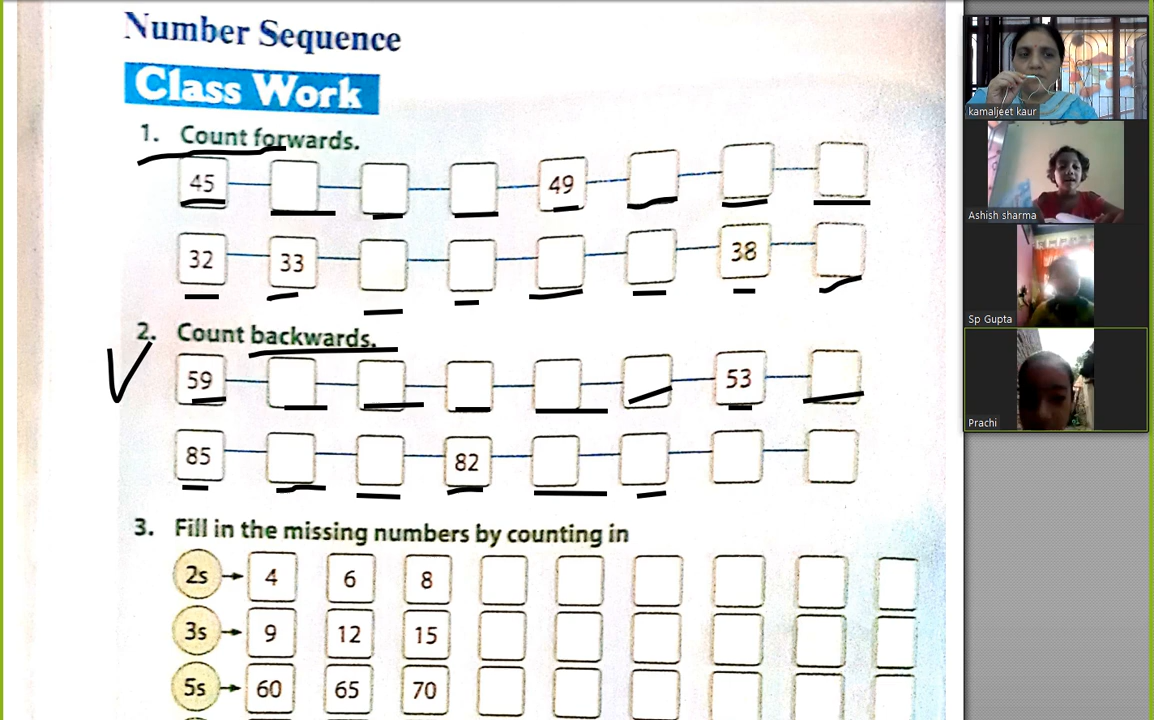 Number Sequence
Class Work
1. Count forwards.
45 49
32 33 38
2. Count backwards.
59 53
85 82
3. Fill in the missing numbers by counting in
2s 4 6 8
3s 9 12 15
5s 60 65 70
kamaljeet kaur
Ashish sharma
Sp Gupta
Prachi